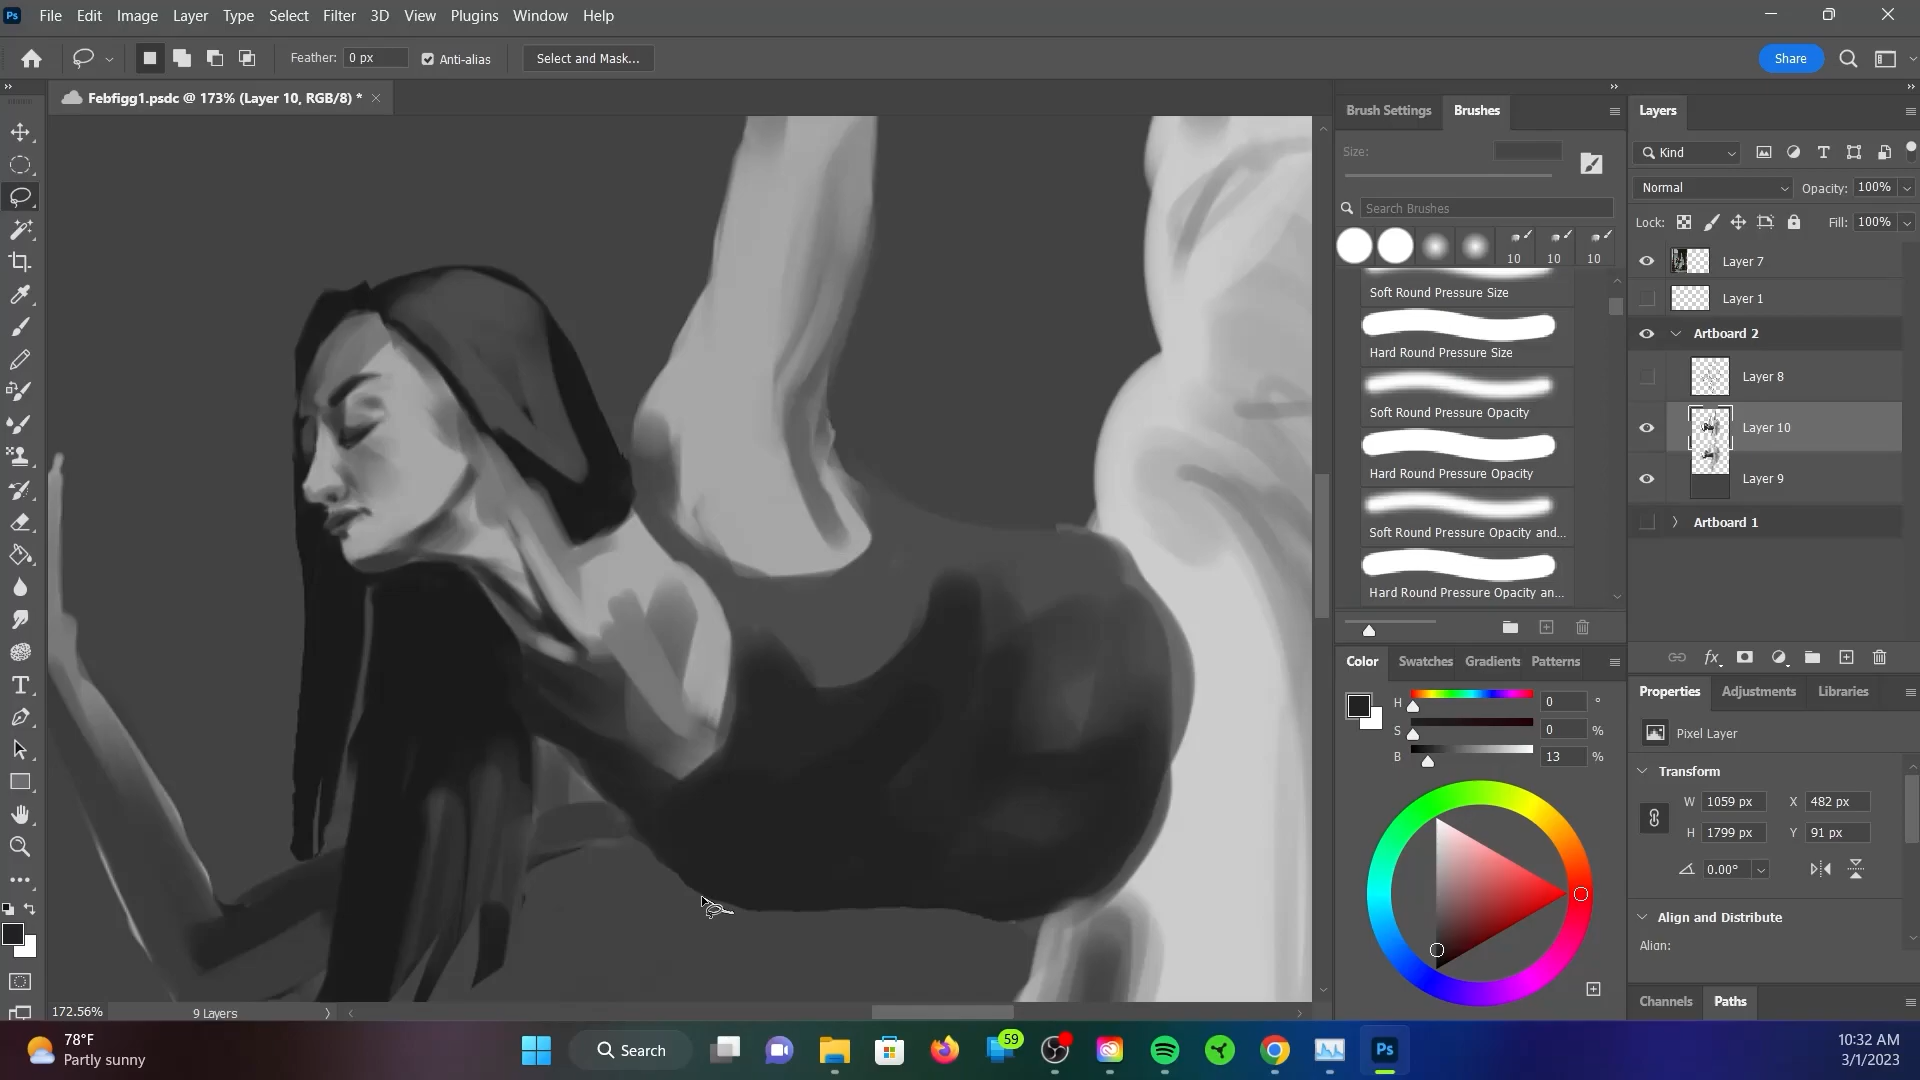 Ps File Edit Image Layer Type Select Filter 3D View Plugins Window Help
Feather: 0 px Anti-alias Select and Mask... Share
Febfigg1.psdc @ 173% (Layer 10, RGB/8) *
Brush Settings Brushes
Size:
Search Brushes
10 10 10
Soft Round Pressure Size
Hard Round Pressure Size
Soft Round Pressure Opacity
Hard Round Pressure Opacity
Soft Round Pressure Opacity and...
Hard Round Pressure Opacity an...
Color Swatches Gradients Patterns
H 0 °
S 0 %
B 13 %
Layers
Kind
Normal Opacity: 100%
Lock: Fill: 100%
Layer 7
Layer 1
Artboard 2
Layer 8
Layer 10
Layer 9
Artboard 1
fx
Properties Adjustments Libraries
Pixel Layer
Transform
W 1059 px X 482 px
H 1799 px Y 91 px
0.00°
Align and Distribute
Align:
Channels Paths
172.56% 9 Layers
78°F
Partly sunny
Search
59
Ps
10:32 AM
3/1/2023